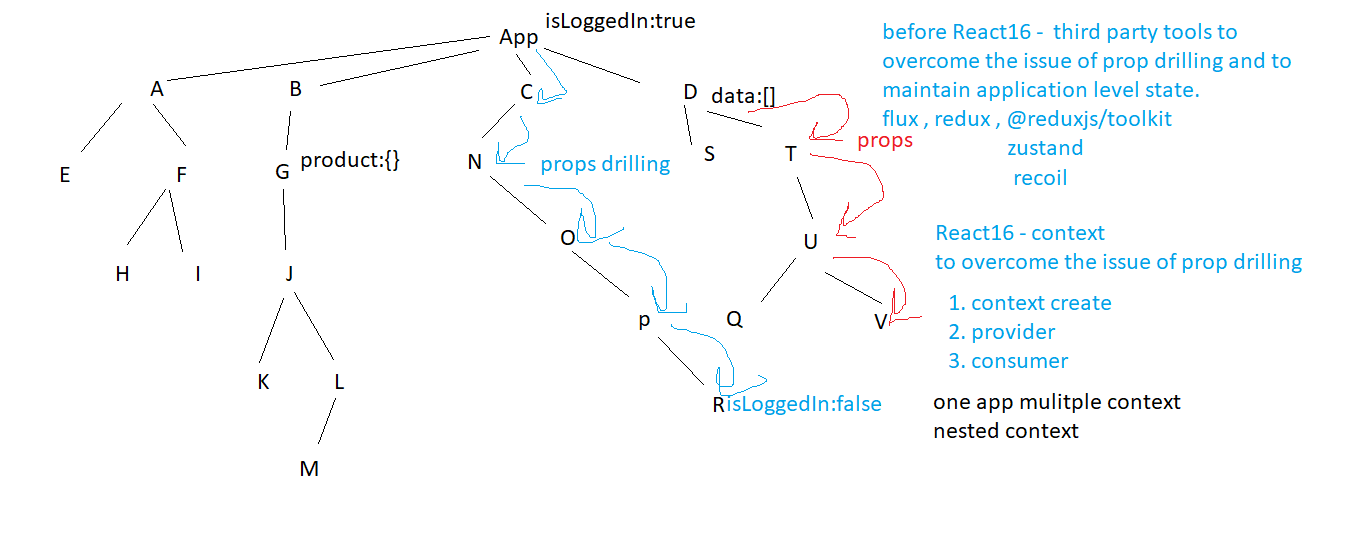 isLoggedIn:true
App
before React16 - third party tools to
overcome the issue of prop drilling and to
maintain application level state.
flux , redux , @reduxjs/toolkit
zustand
recoil
A
B
C
D
data:[]
props
E
F
G
product:{}
N
props drilling
S
T
React16 - context
to overcome the issue of prop drilling
O
U
H
I
J
1. context create
2. provider
3. consumer
p
Q
V
K
L
R
isLoggedIn:false
one app mulitple context
nested context
M